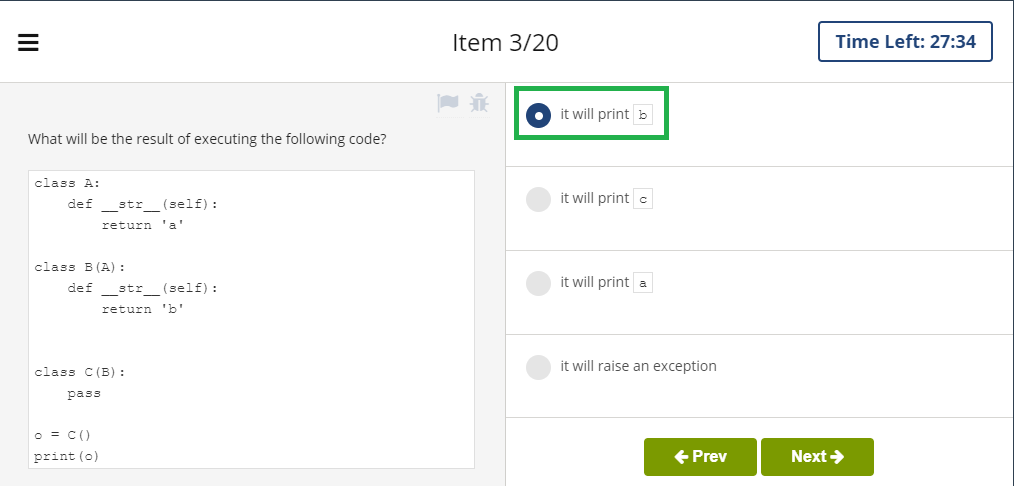 Item 3/20
Time Left: 27:34
What will be the result of executing the following code?
class A:
    def __str__(self):
        return 'a'
class B(A):
    def __str__(self):
        return 'b'
class C(B):
    pass
o = C()
print(o)
it will print b
it will print c
it will print a
it will raise an exception
Prev
Next